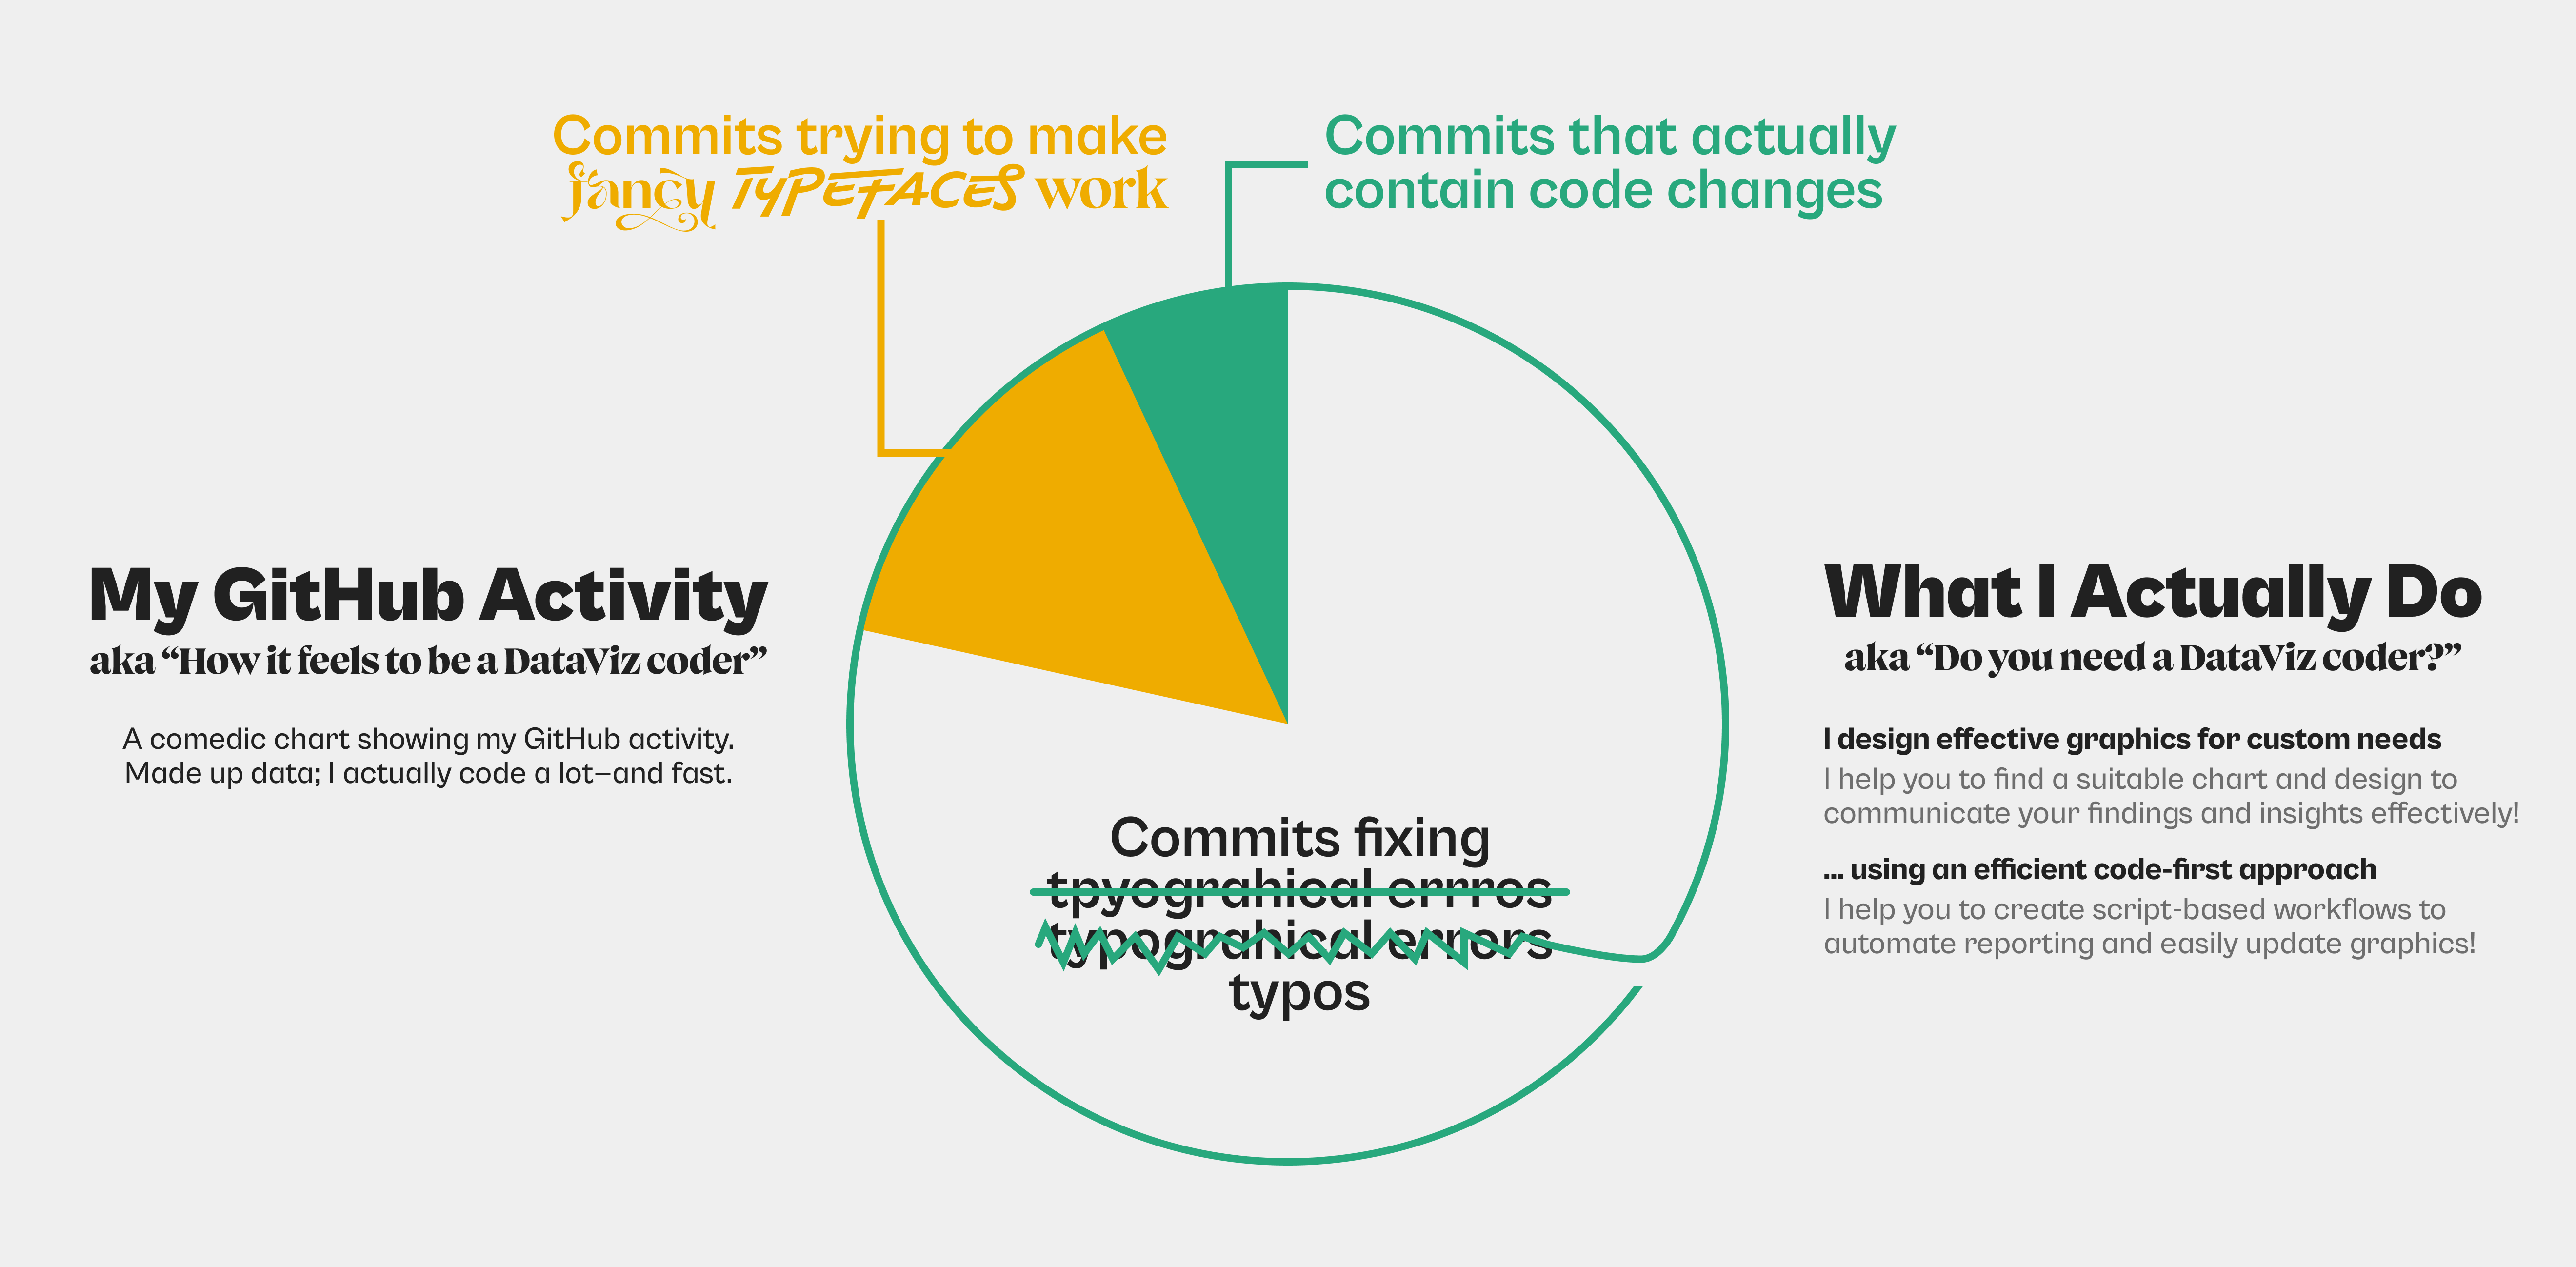 Commits trying to make
fancy TYPEFACES work
Commits that actually
contain code changes
My GitHub Activity
aka “How it feels to be a DataViz coder”
A comedic chart showing my GitHub activity.
Made up data; I actually code a lot–and fast.
Commits fixing
tpyograhical errros
typograhical errors
typos
What I Actually Do
aka “Do you need a DataViz coder?”
I design effective graphics for custom needs
I help you to find a suitable chart and design to
communicate your findings and insights effectively!
... using an efficient code-first approach
I help you to create script-based workflows to
automate reporting and easily update graphics!